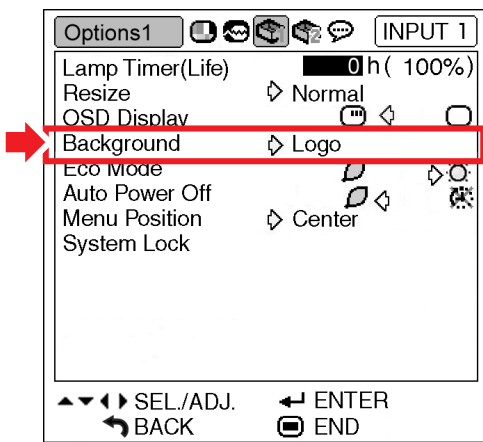 Options1 INPUT 1
Lamp Timer(Life) 0 h ( 100%)
Resize Normal
OSD Display
Background Logo
Eco Mode
Auto Power Off
Menu Position Center
System Lock
SEL./ADJ. ENTER
BACK END